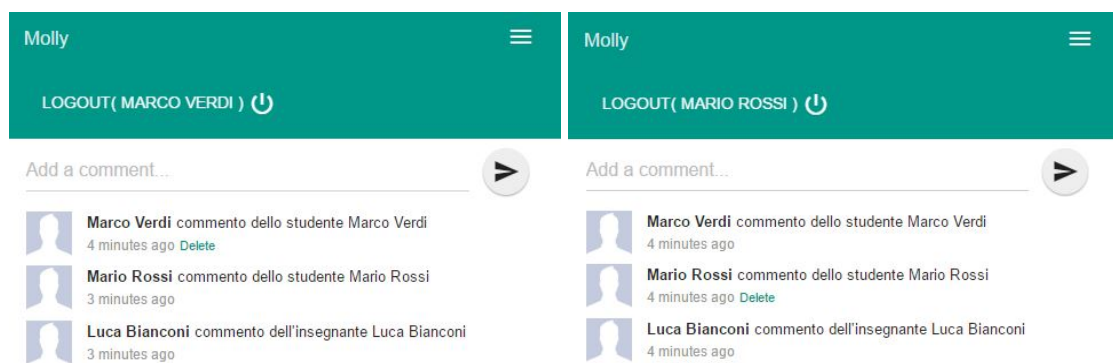 Molly
LOGOUT( MARCO VERDI )
Add a comment...
Marco Verdi commento dello studente Marco Verdi
4 minutes ago Delete
Mario Rossi commento dello studente Mario Rossi
3 minutes ago
Luca Bianconi commento dell'insegnante Luca Bianconi
3 minutes ago
Molly
LOGOUT( MARIO ROSSI )
Add a comment...
Marco Verdi commento dello studente Marco Verdi
4 minutes ago
Mario Rossi commento dello studente Mario Rossi
4 minutes ago Delete
Luca Bianconi commento dell'insegnante Luca Bianconi
4 minutes ago